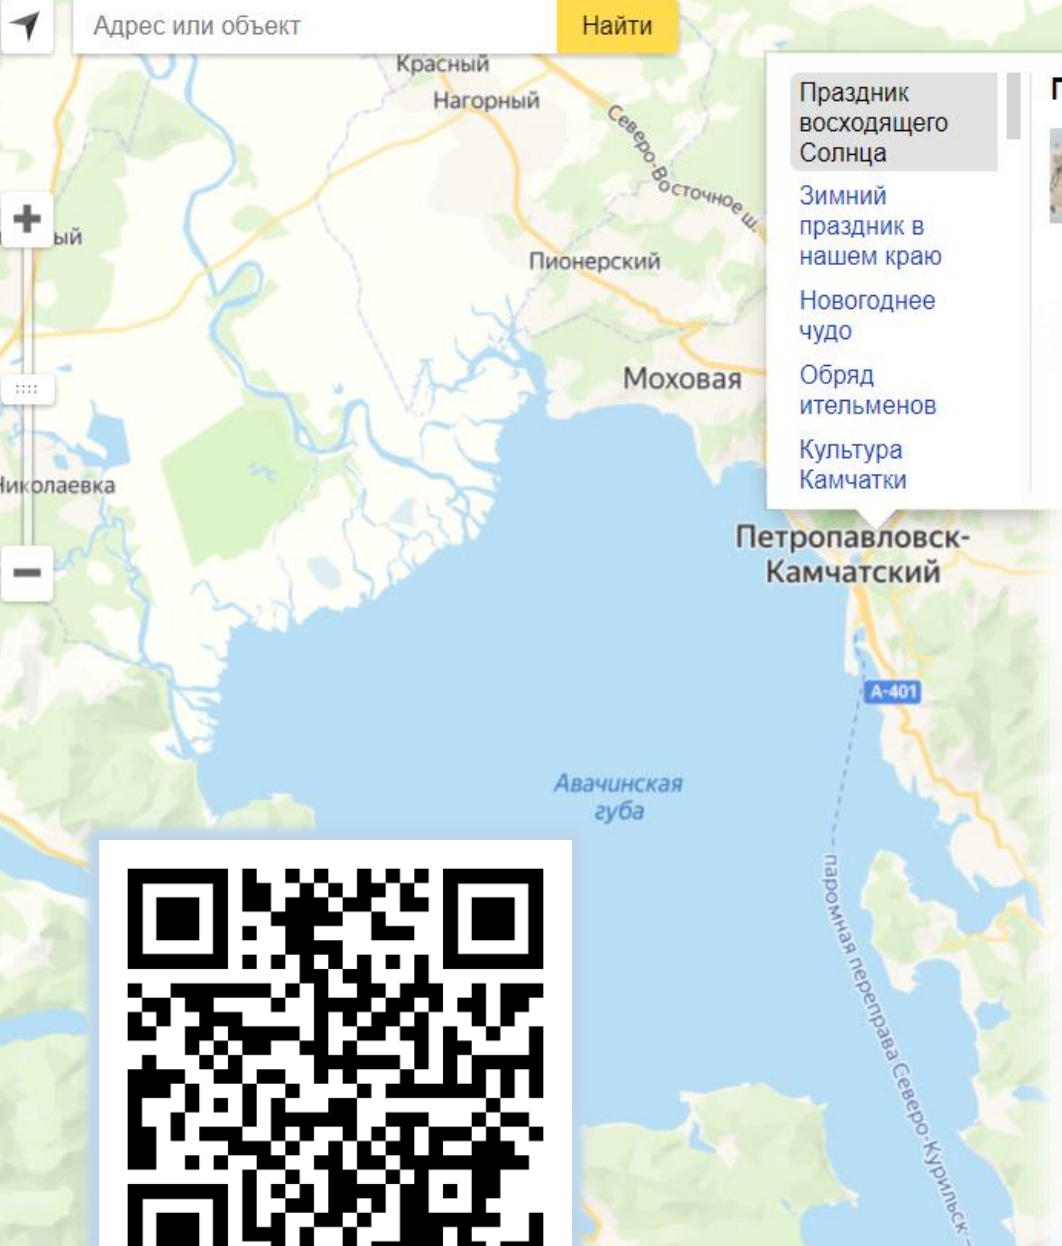 Адрес или объект
Найти
Красный
Нагорный
Северо-Восточное ш.
Праздник
восходящего
Солнца
Зимний
праздник в
нашем краю
ый
Пионерский
Новогоднее
чудо
Моховая
Обряд
ительменов
Культура
Камчатки
Николаевка
Петропавловск-
Камчатский
А-401
Авачинская
губа
паромная переправа Северо-Курильск-